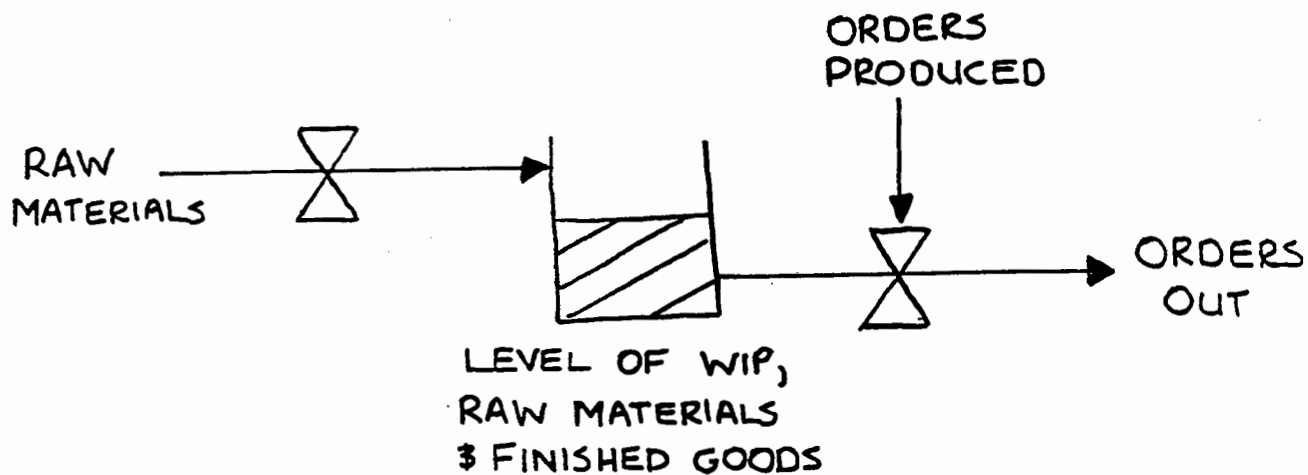 ORDERS
PRODUCED
RAW
MATERIALS
ORDERS
OUT
LEVEL OF WIP,
RAW MATERIALS
& FINISHED GOODS